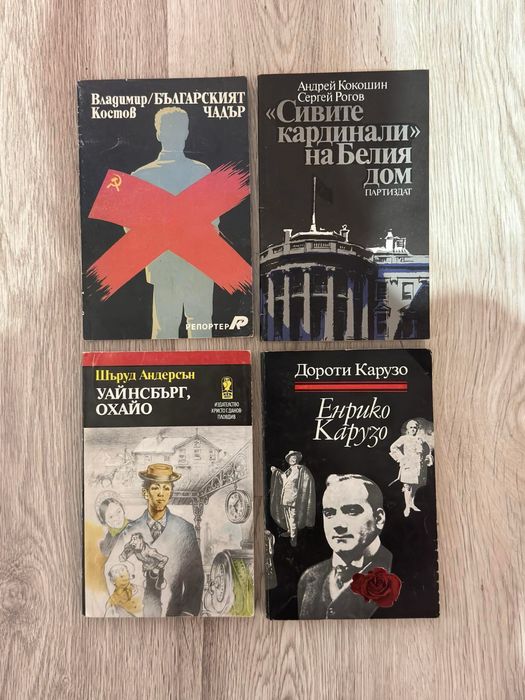 Владимир/БЪЛГАРСКИЯТ
Костов ЧАДЪР
РЕПОРТЕР
Андрей Кокошин
Сергей Рогов
«Сивите
кардинали»
на Белия
дом
ПАРТИЗДАТ
Шъруд Андерсън
УАЙНСБЪРГ,
ОХАЙО
ИЗДАТЕЛСТВО
ХРИСТО Г. ДАНОВ
ПЛОВДИВ
Дороти Карузо
Енрико
Карузо